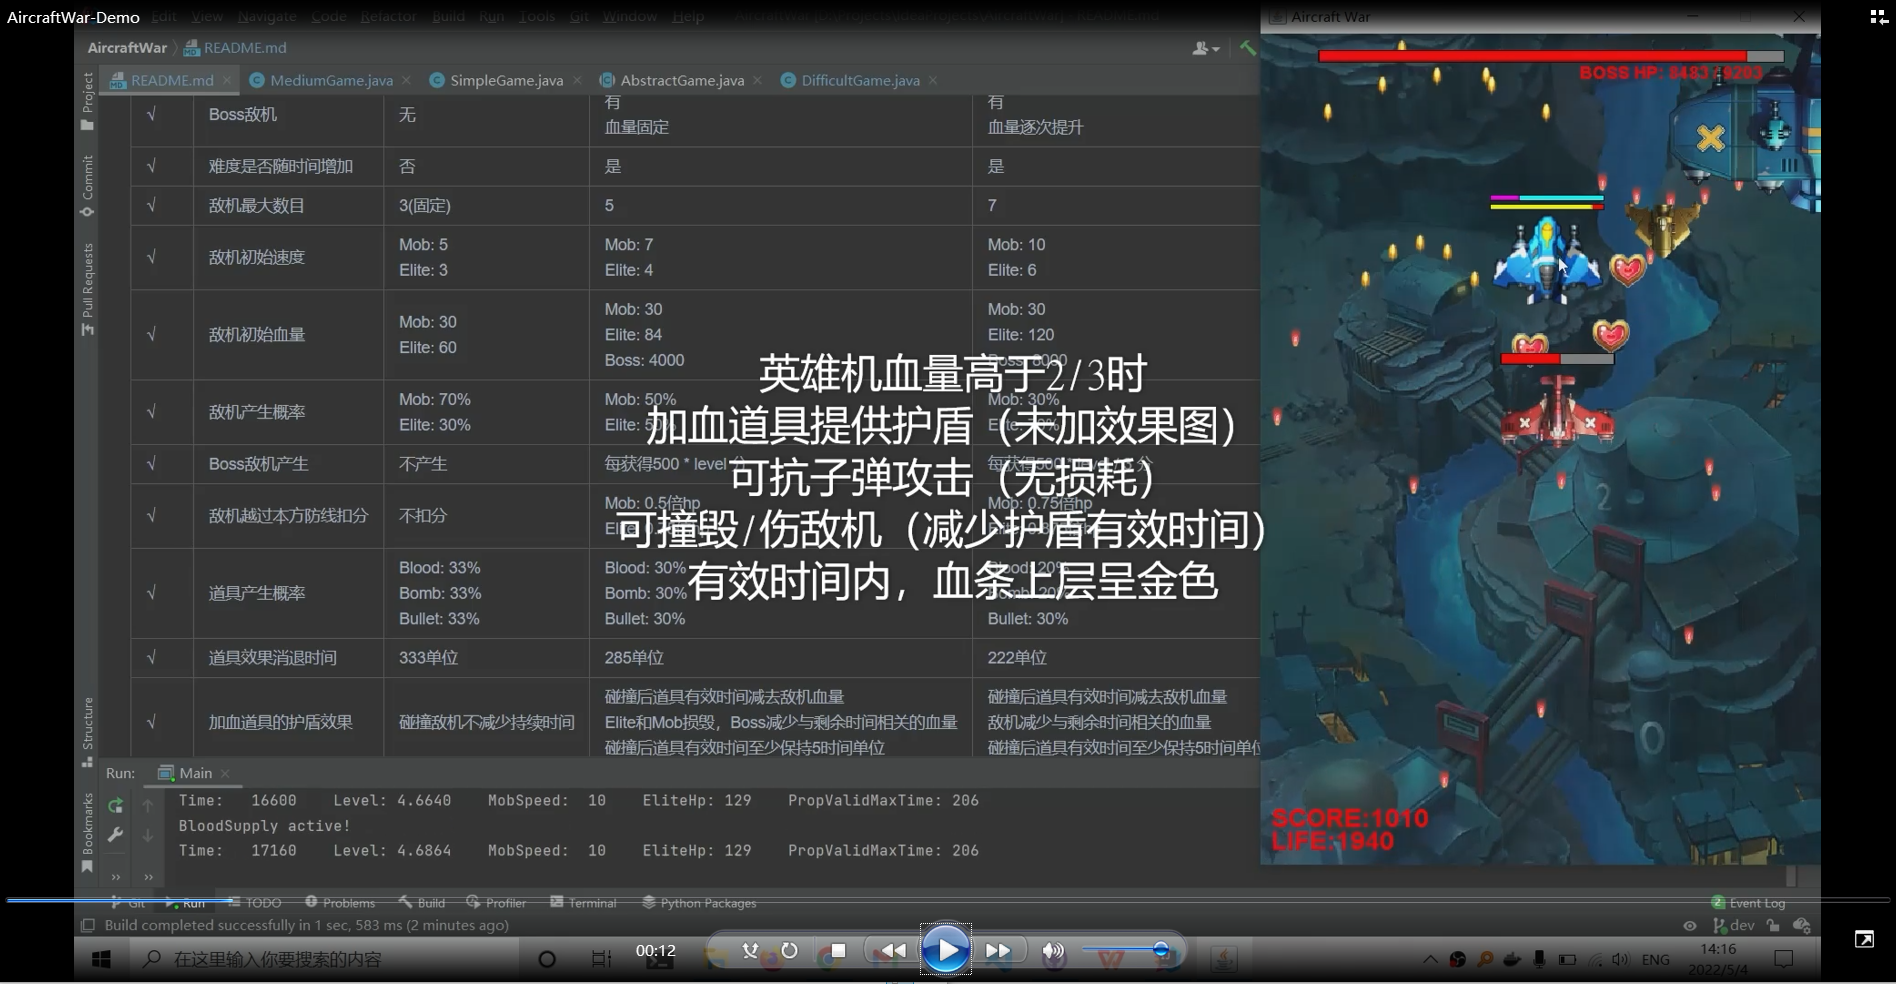 AircraftWar-Demo
Edit View Navigate Code Refactor Build Run Tools Git Window Help
Aircraft War
AircraftWar
README.md
README.md
MediumGame.java
SimpleGame.java
AbstractGame.java
DifficultGame.java
BOSS HP: 8483 / 9203
Project
Commit
Pull Requests
Structure
Bookmarks
√ Boss敌机 无 有 有
血量固定 血量逐次提升
√ 难度是否随时间增加 否 是 是
√ 敌机最大数目 3(固定) 5 7
√ 敌机初始速度 Mob: 5 Mob: 7 Mob: 10
Elite: 3 Elite: 4 Elite: 6
√ 敌机初始血量 Mob: 30 Mob: 30 Mob: 30
Elite: 60 Elite: 84 Elite: 120
Boss: 4000 Boss: 8000
√ 敌机产生概率 Mob: 70% Mob: 50% Mob: 30%
Elite: 30% Elite:
√ Boss敌机产生 不产生 每获得500 * level 分
√ 敌机越过本方防线扣分 不扣分 Mob: 0.5倍hp Mob: 0.75倍hp
√ 道具产生概率 Blood: 33% Blood: 30% Blood: 20%
Bomb: 33% Bomb: 30% Bomb: 20%
Bullet: 33% Bullet: 30% Bullet: 30%
√ 道具效果消退时间 333单位 285单位 222单位
√ 加血道具的护盾效果 碰撞敌机不减少持续时间 碰撞后道具有效时间减去敌机血量 碰撞后道具有效时间减去敌机血量
Elite和Mob损毁，Boss减少与剩余时间相关的血量 敌机减少与剩余时间相关的血量
碰撞后道具有效时间至少保持5时间单位 碰撞后道具有效时间至少保持5时间单位
英雄机血量高于2/3时
加血道具提供护盾（未加效果图）
可抗子弹攻击（无损耗）
可撞毁/伤敌机（减少护盾有效时间）
有效时间内，血条上层呈金色
2
0
SCORE:1010
LIFE:1940
Run: Main
Time: 16600 Level: 4.6640 MobSpeed: 10 EliteHp: 129 PropValidMaxTime: 206
BloodSupply active!
Time: 17160 Level: 4.6864 MobSpeed: 10 EliteHp: 129 PropValidMaxTime: 206
Git Run TODO Problems Build Profiler Terminal Python Packages
2 Event Log
Build completed successfully in 1 sec, 583 ms (2 minutes ago)
dev
在这里输入你要搜索的内容
00:12
ENG
14:16
2022/5/4